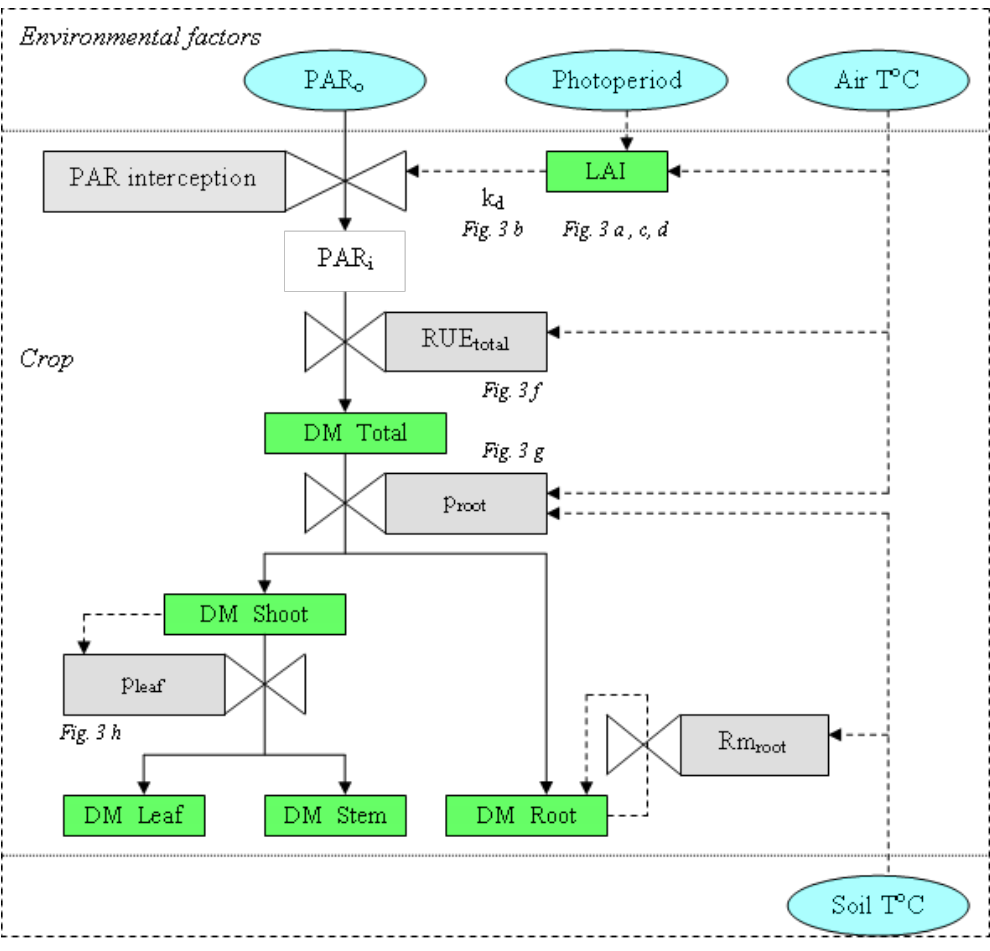 Environmental factors
PARo
Photoperiod
Air T°C
PAR interception
LAI
kd
Fig. 3 b
Fig. 3 a , c, d
PARi
RUEtotal
Crop
Fig. 3 f
DM Total
Fig. 3 g
proot
DM Shoot
pleaf
Fig. 3 h
Rmroot
DM Leaf
DM Stem
DM Root
Soil T°C